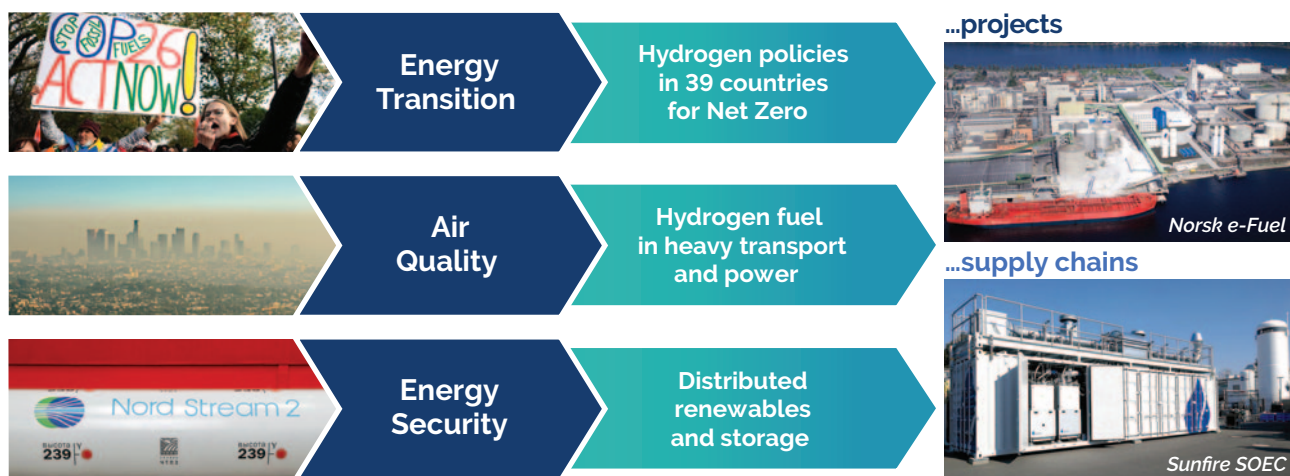 STOP
FOSSIL
FUELS
COP26
ACT NOW!
Energy
Transition
Hydrogen policies
in 39 countries
for Net Zero
Air
Quality
Hydrogen fuel
in heavy transport
and power
Nord Stream 2
высота
239
высота
239
Energy
Security
Distributed
renewables
and storage
...projects
Norsk e-Fuel
...supply chains
Sunfire SOEC